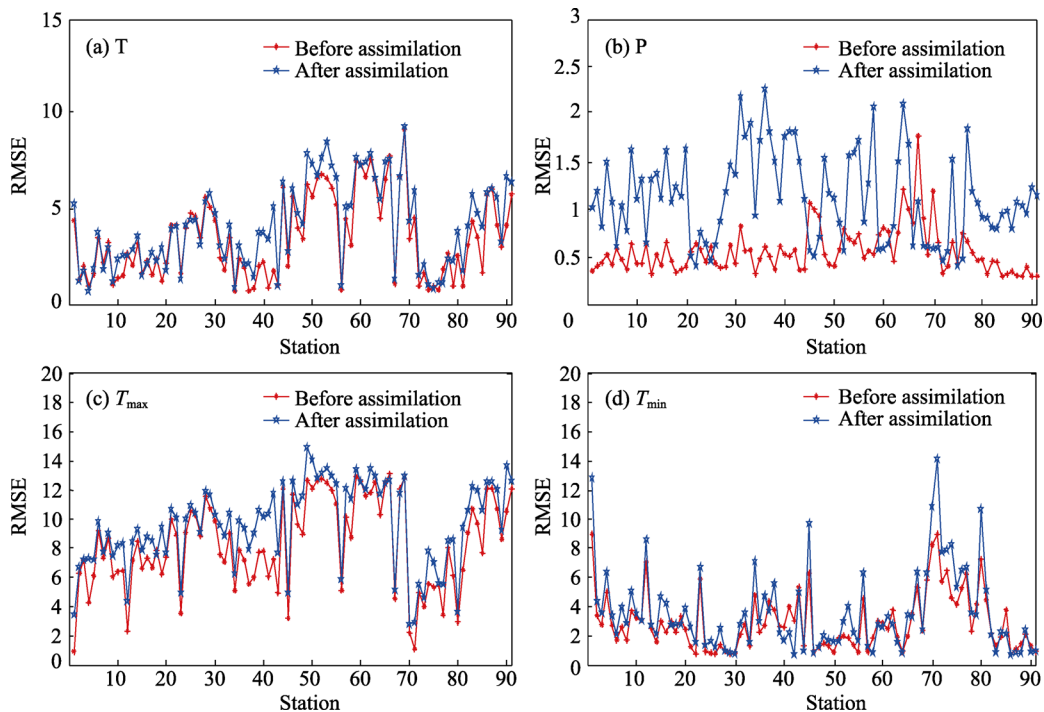 (a) T
Before assimilation
After assimilation
RMSE
15
10
5
0
10 20 30 40 50 60 70 80 90
Station
(b) P
Before assimilation
After assimilation
RMSE
3
2.5
2
1.5
1
0.5
0
10 20 30 40 50 60 70 80 90
Station
(c) Tmax
Before assimilation
After assimilation
RMSE
20
18
16
14
12
10
8
6
4
2
0
10 20 30 40 50 60 70 80 90
Station
(d) Tmin
Before assimilation
After assimilation
RMSE
20
18
16
14
12
10
8
6
4
2
0
10 20 30 40 50 60 70 80 90
Station